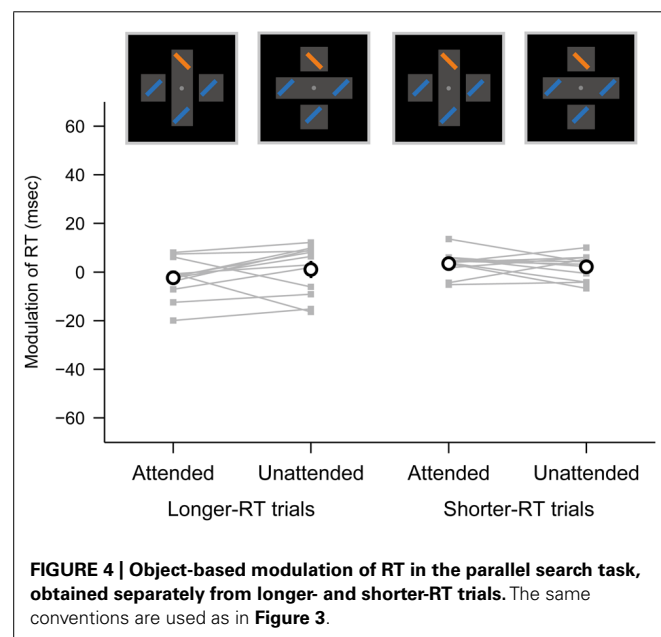 60
40
20
0
−20
−40
−60
Modulation of RT (msec)
Attended Unattended Attended Unattended
Longer-RT trials Shorter-RT trials
FIGURE 4 | Object-based modulation of RT in the parallel search task,
obtained separately from longer- and shorter-RT trials. The same
conventions are used as in Figure 3.